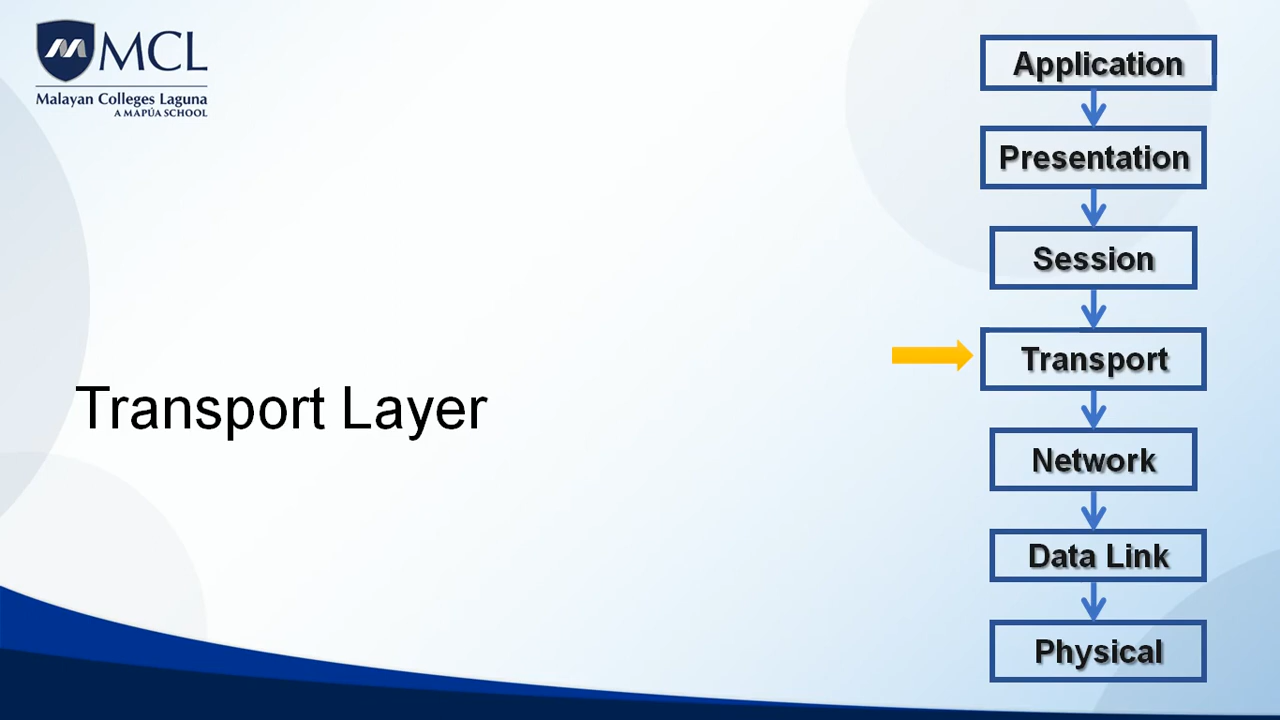 MCL
Malayan Colleges Laguna
A MAPÚA SCHOOL
Transport Layer
Application
Presentation
Session
Transport
Network
Data Link
Physical